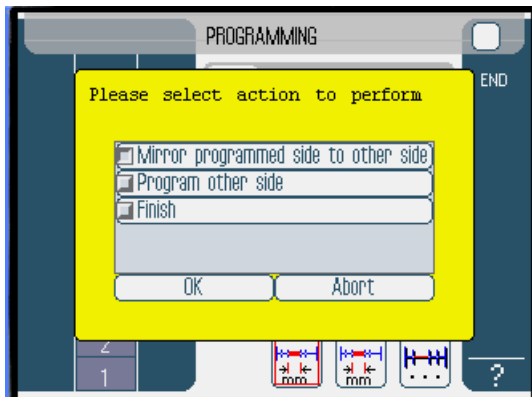 PROGRAMMING
END
Please select action to perform
Mirror programmed side to other side
Program other side
Finish
OK Abort
2
1
mm mm ...
?